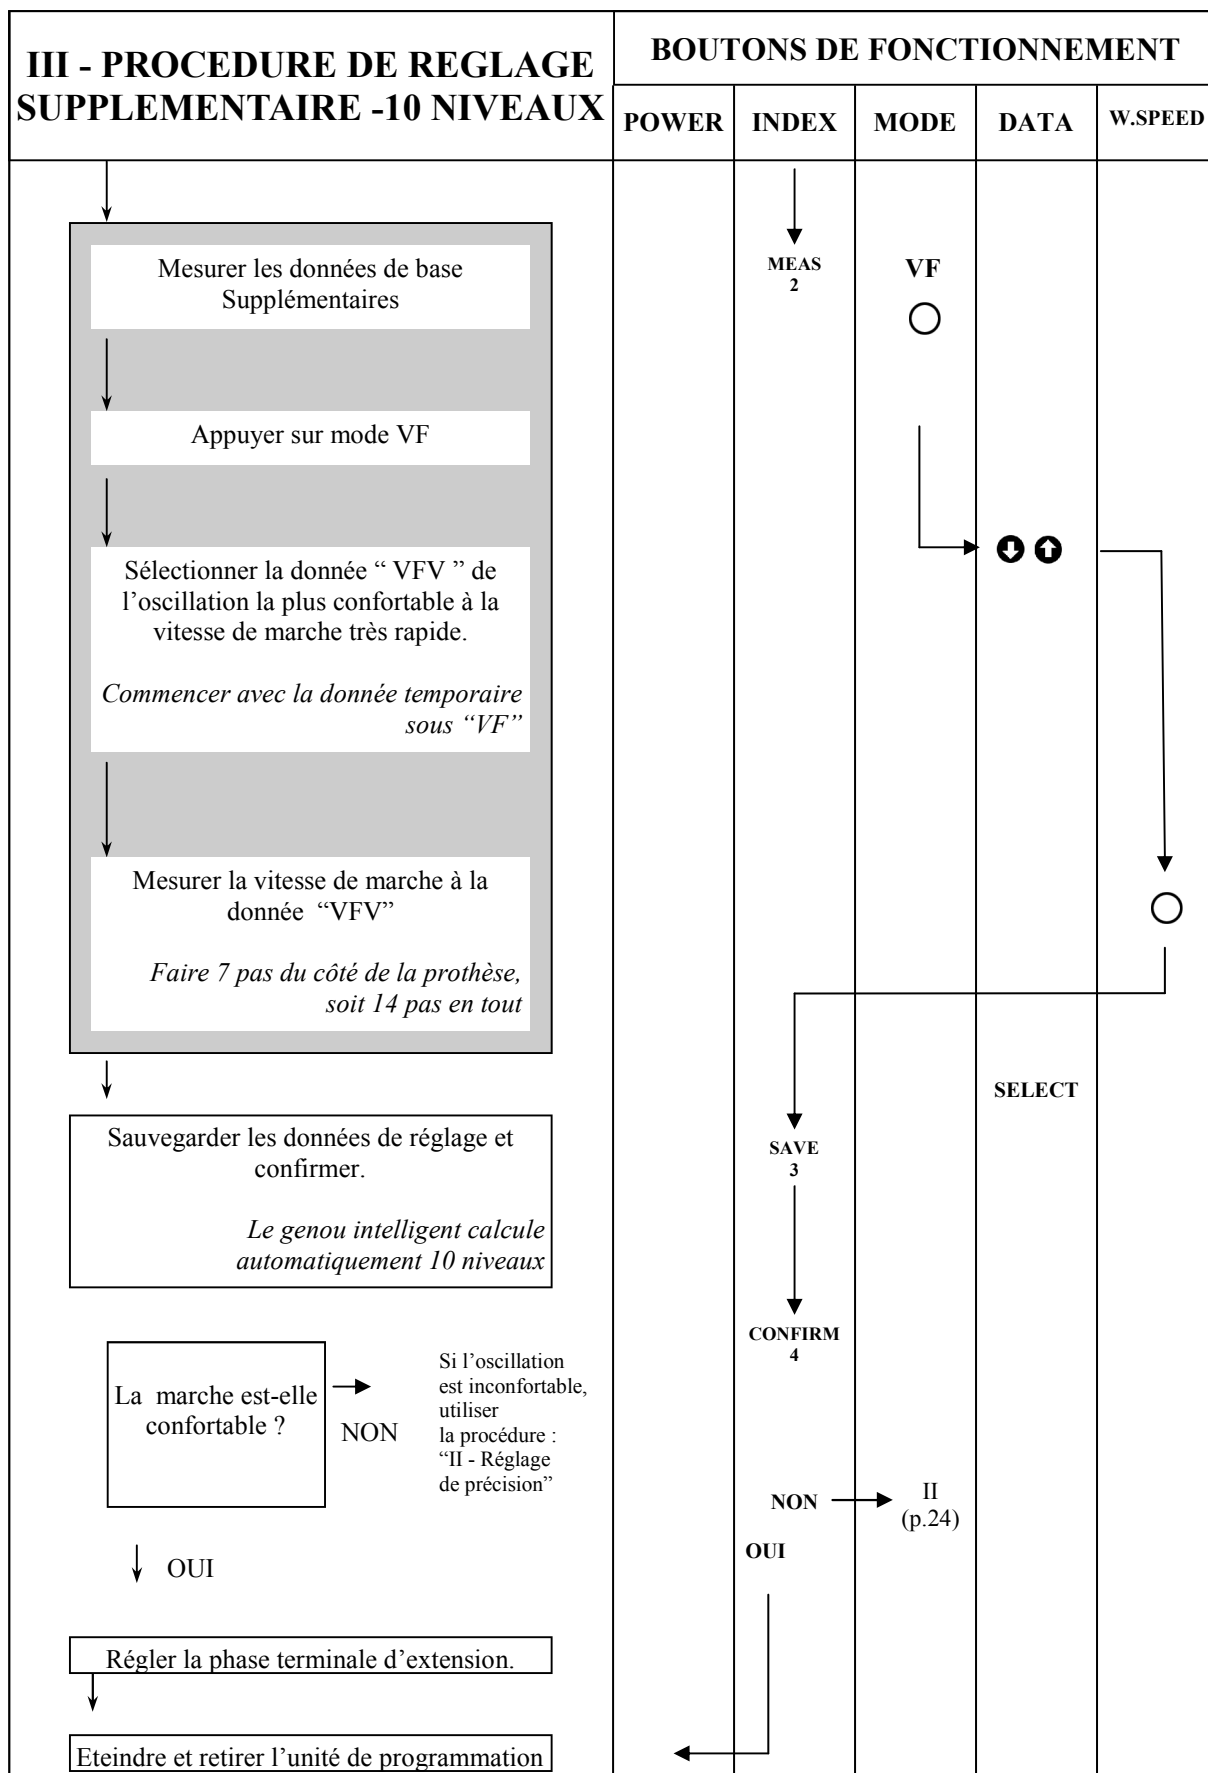 III - PROCEDURE DE REGLAGE
SUPPLEMENTAIRE -10 NIVEAUX
BOUTONS DE FONCTIONNEMENT
POWER
INDEX
MODE
DATA
W.SPEED
Mesurer les données de base
Supplémentaires
MEAS
2
VF
Appuyer sur mode VF
Sélectionner la donnée “ VFV ” de
l’oscillation la plus confortable à la
vitesse de marche très rapide.
Commencer avec la donnée temporaire
sous “VF”
Mesurer la vitesse de marche à la
donnée “VFV”
Faire 7 pas du côté de la prothèse,
soit 14 pas en tout
SELECT
Sauvegarder les données de réglage et
confirmer.
Le genou intelligent calcule
automatiquement 10 niveaux
SAVE
3
CONFIRM
4
La marche est-elle
confortable ?
NON
Si l’oscillation
est inconfortable,
utiliser
la procédure :
“II - Réglage
de précision”
NON
II
(p.24)
OUI
OUI
Régler la phase terminale d’extension.
Eteindre et retirer l’unité de programmation